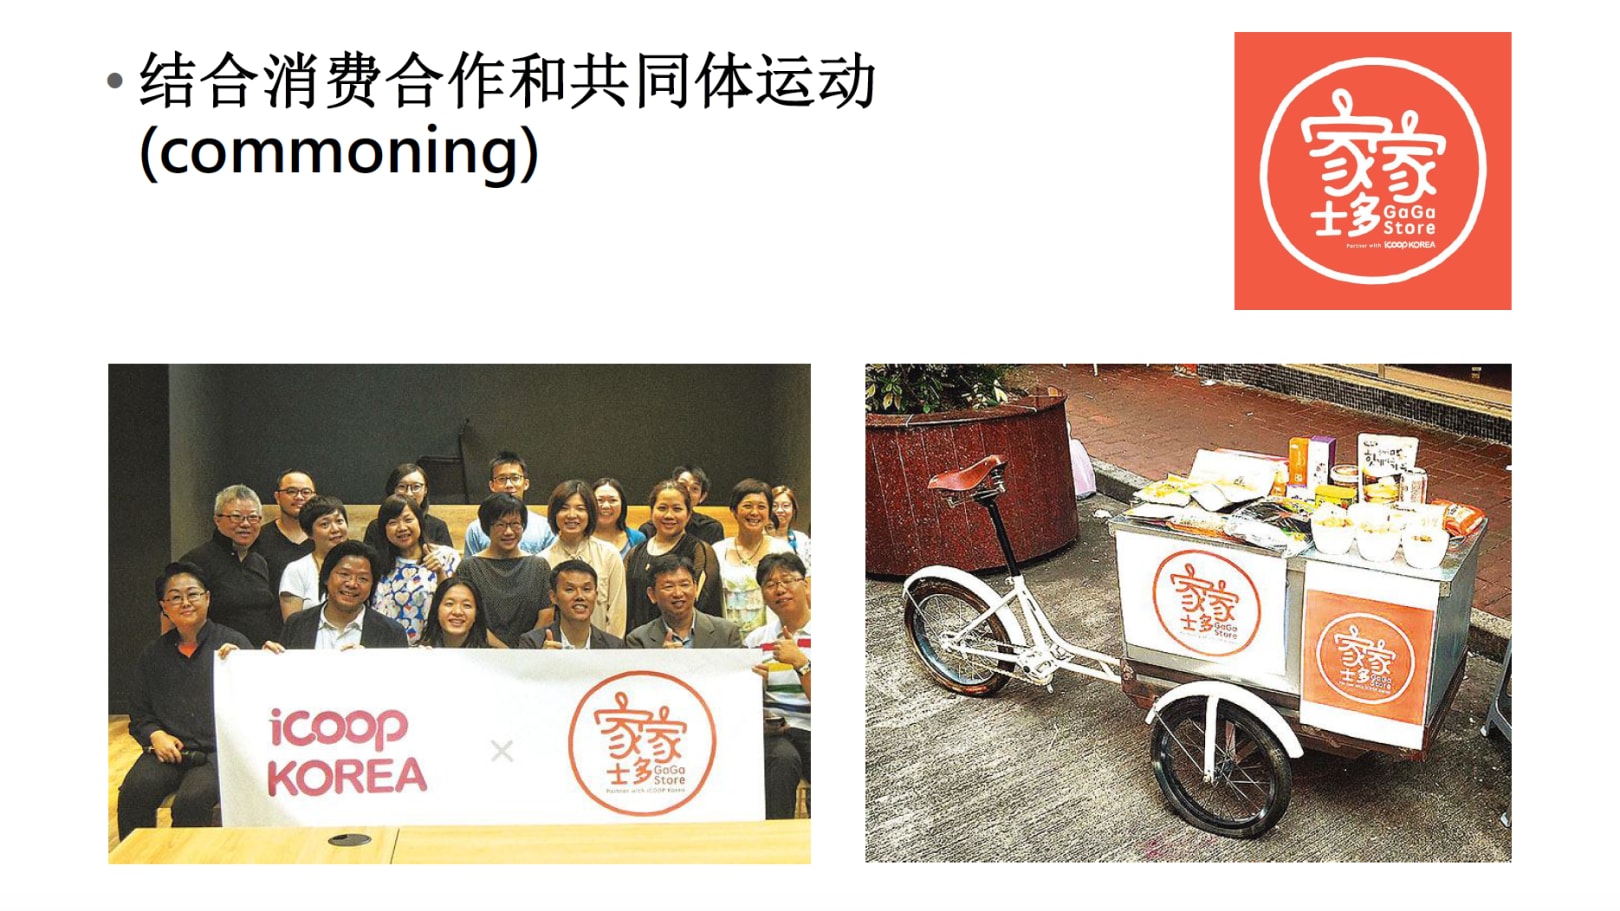 • 结合消费合作和共同体运动
(commoning)
家家
士多 GaGa
Store
Partner with iCOOP KOREA
iCOOP
KOREA
×
家家
士多 GaGa
Store
Partner with iCOOP Korea
家家
士多 GaGa
Store
家家
士多 GaGa
Store